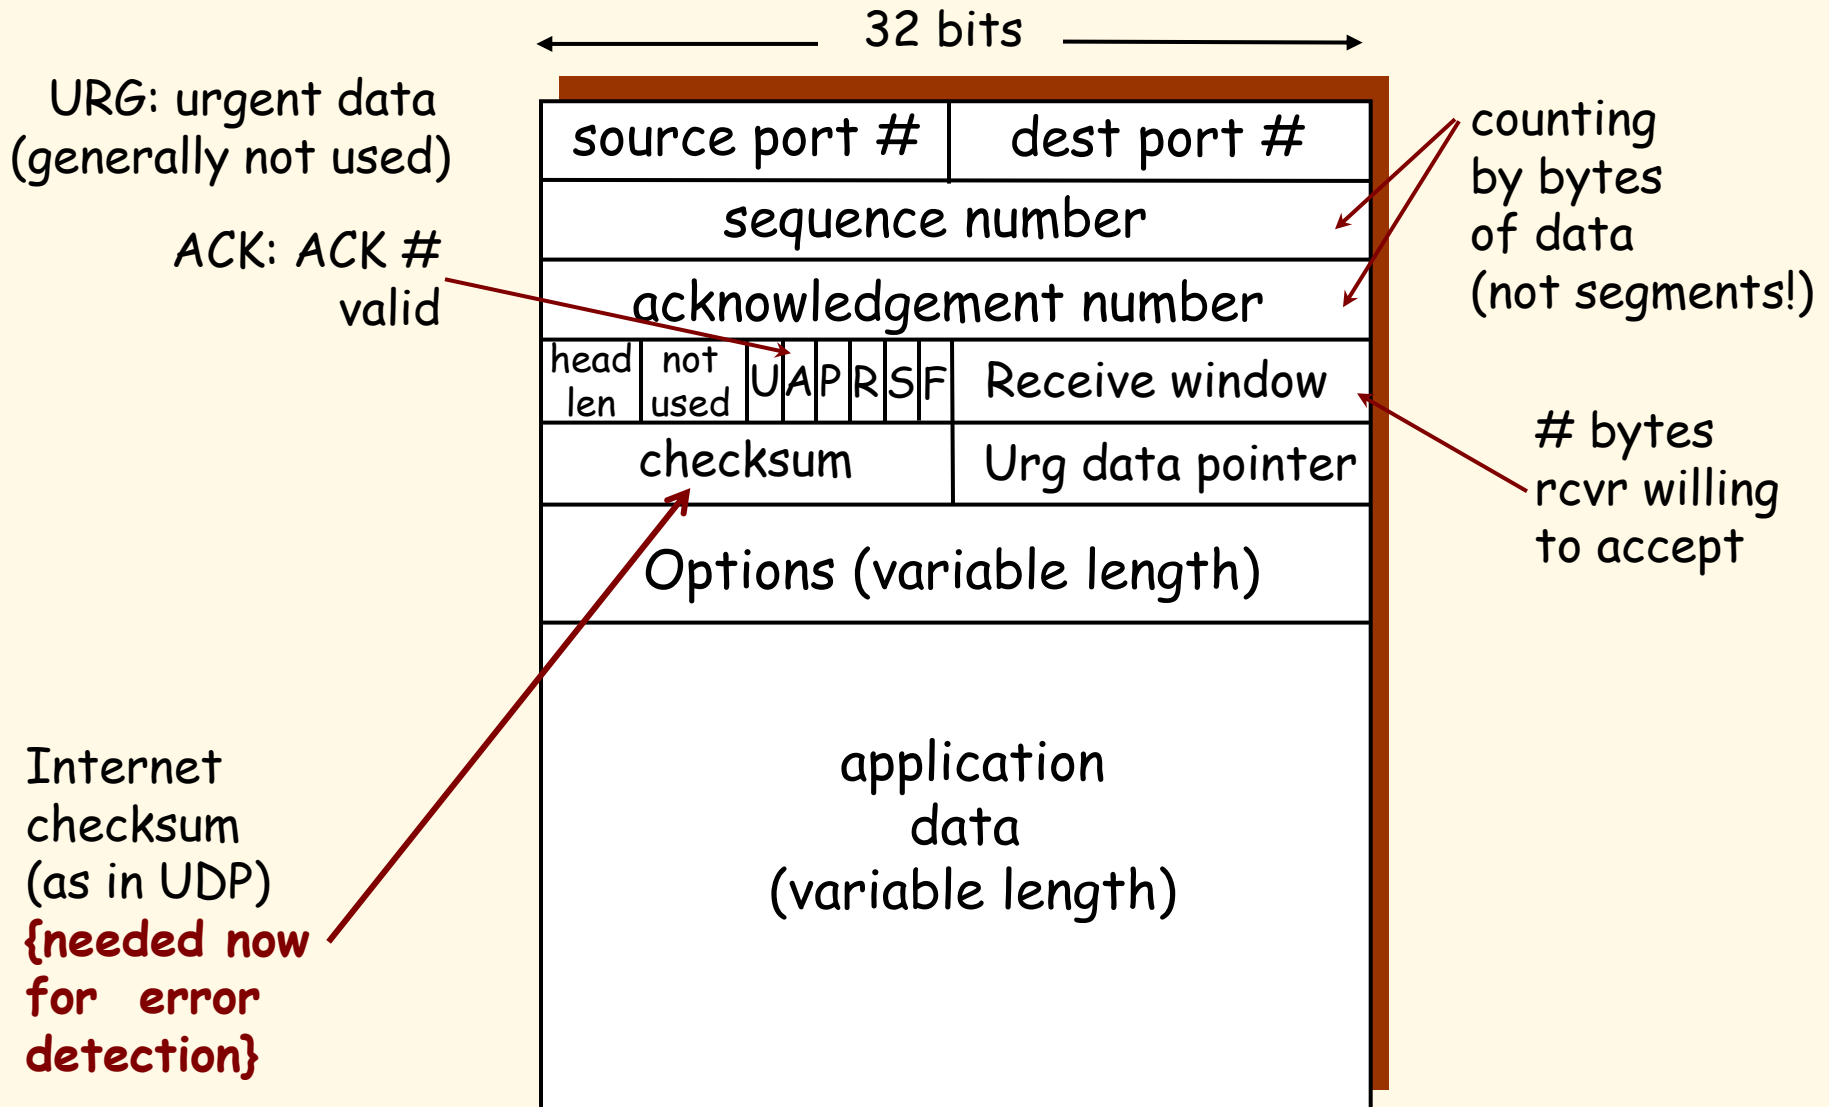 32 bits
URG: urgent data
(generally not used)
ACK: ACK #
valid
source port #
dest port #
sequence number
acknowledgement number
head
len
not
used
U
A
P
R
S
F
Receive window
checksum
Urg data pointer
Options (variable length)
application
data
(variable length)
counting
by bytes
of data
(not segments!)
# bytes
rcvr willing
to accept
Internet
checksum
(as in UDP)
{needed now
for error
detection}